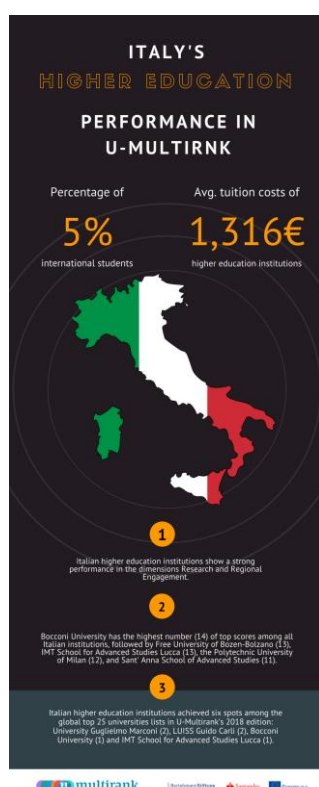 ITALY'S
HIGHER EDUCATION
PERFORMANCE IN
U-MULTIRNK
Percentage of
5%
international students
Avg. tuition costs of
1,316€
higher education institutions
1
Italian higher education institutions show a strong
performance in the dimensions Research and Regional
Engagement.
2
Bocconi University has the highest number (14) of top scores among all
Italian institutions, followed by Free University of Bozen-Bolzano (13),
IMT School for Advanced Studies Lucca (13), the Polytechnic University
of Milan (12), and Sant' Anna School of Advanced Studies (11).
3
Italian higher education institutions achieved six spots among the
global top 25 universities lists in U-Multirank's 2018 edition:
University Guglielmo Marconi (2), LUISS Guido Carli (2), Bocconi
University (1) and IMT School for Advanced Studies Lucca (1).
u multirank